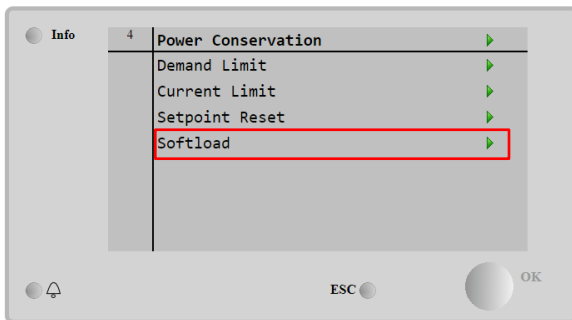 Info
4 Power Conservation
Demand Limit
Current Limit
Setpoint Reset
Softload
ESC
OK